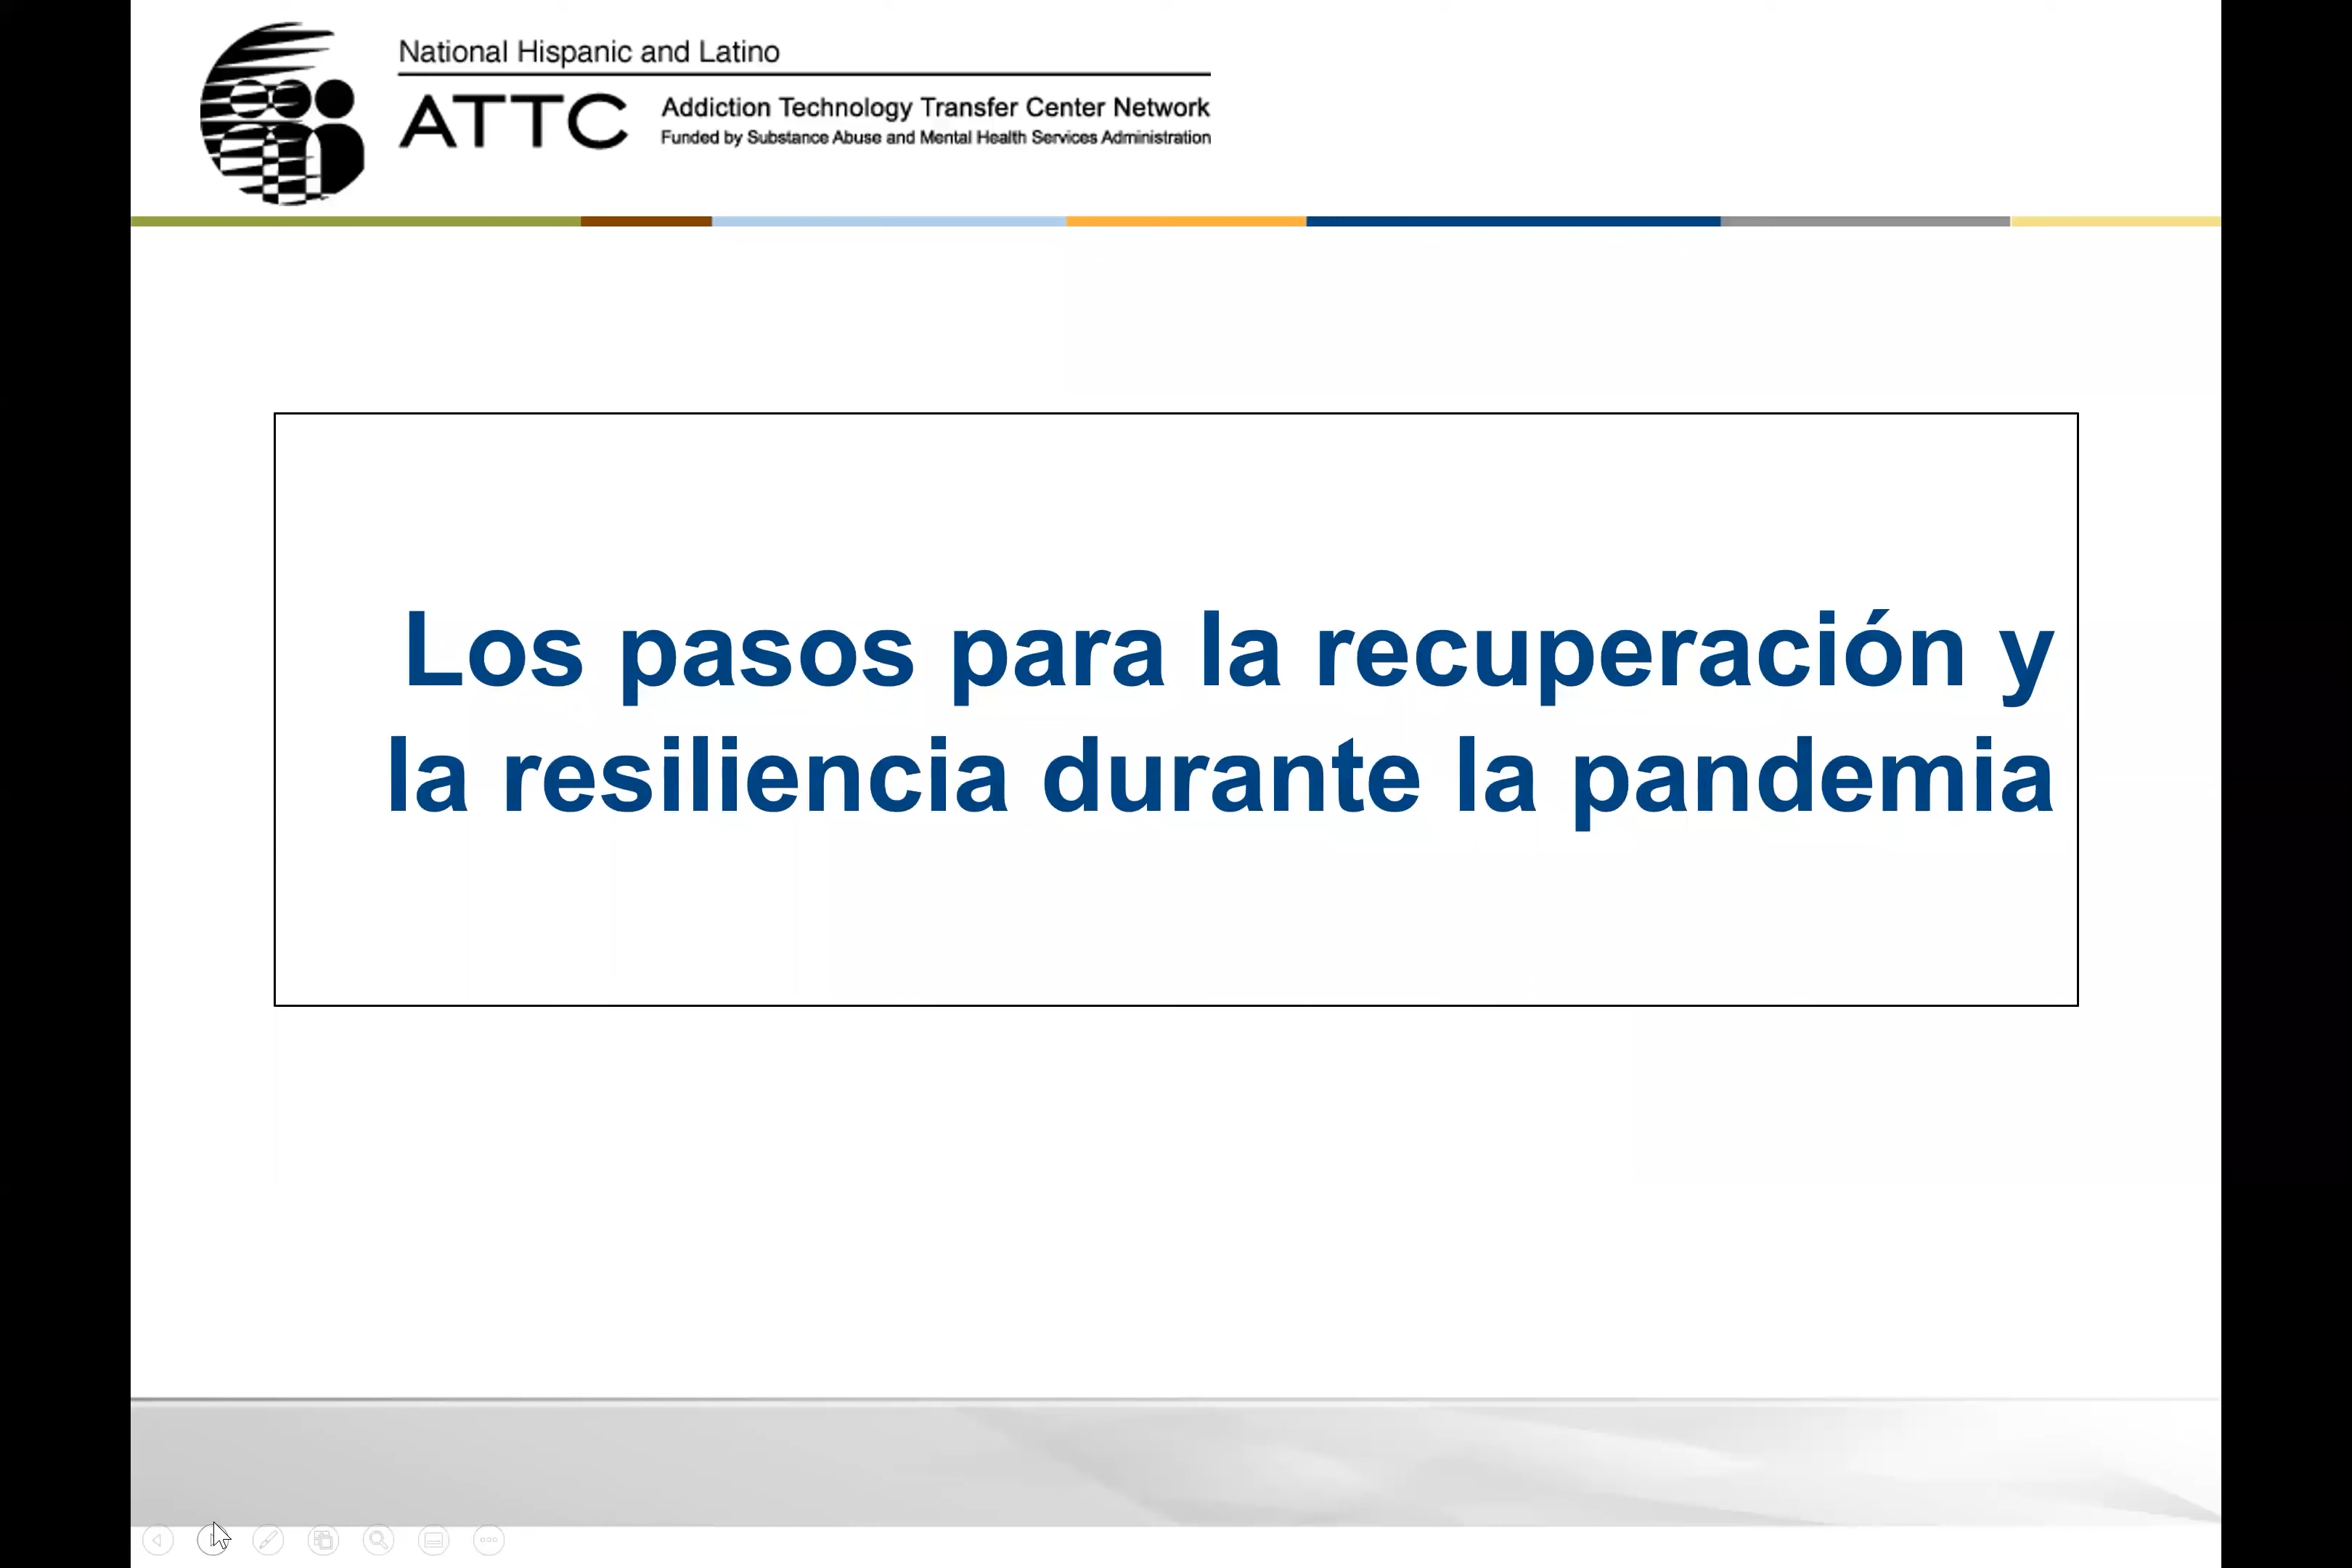 National Hispanic and Latino
ATTC
Addiction Technology Transfer Center Network
Funded by Substance Abuse and Mental Health Services Administration
Los pasos para la recuperación y
la resiliencia durante la pandemia